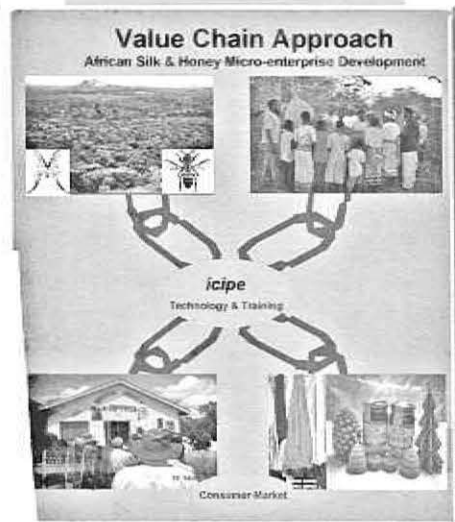 Value Chain Approach
African Silk & Honey Micro-enterprise Development
icipe
Technology & Training
Consumer Market